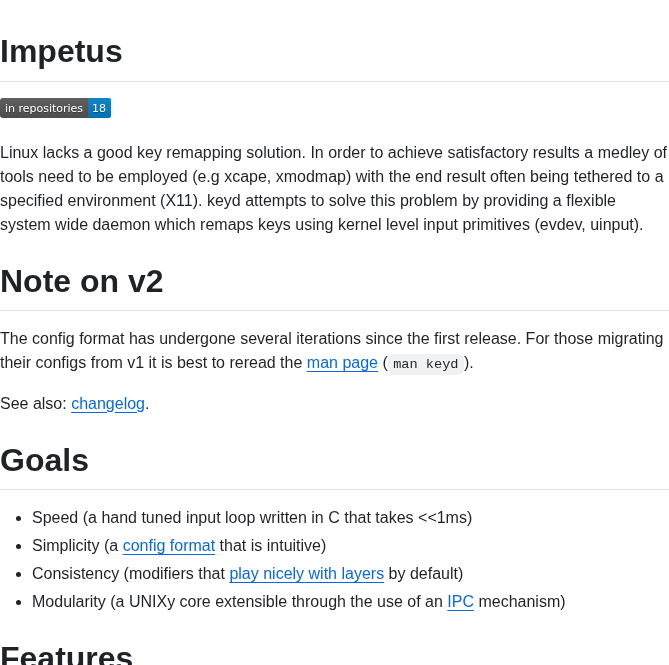 Impetus
in repositories 18
Linux lacks a good key remapping solution. In order to achieve satisfactory results a medley of
tools need to be employed (e.g xcape, xmodmap) with the end result often being tethered to a
specified environment (X11). keyd attempts to solve this problem by providing a flexible
system wide daemon which remaps keys using kernel level input primitives (evdev, uinput).
Note on v2
The config format has undergone several iterations since the first release. For those migrating
their configs from v1 it is best to reread the man page ( man keyd ).
See also: changelog.
Goals
• Speed (a hand tuned input loop written in C that takes <<1ms)
• Simplicity (a config format that is intuitive)
• Consistency (modifiers that play nicely with layers by default)
• Modularity (a UNIXy core extensible through the use of an IPC mechanism)
Features